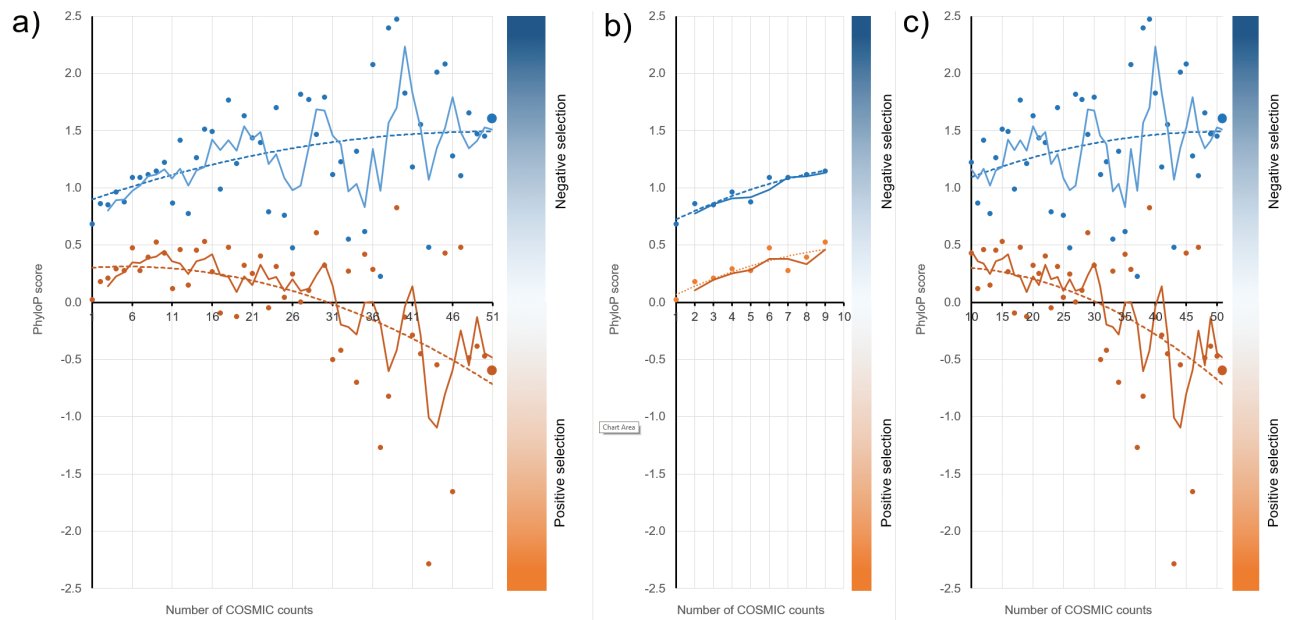 a)
2.5
2.0
1.5
1.0
0.5
0.0
-0.5
-1.0
-1.5
-2.0
-2.5
1 6 11 16 21 26 31 36 41 46 51
PhyloP score
Number of COSMIC counts
Negative selection
Positive selection
b)
2.5
2.0
1.5
1.0
0.5
0.0
-0.5
-1.0
-1.5
-2.0
-2.5
1 2 3 4 5 6 7 8 9 10
PhyloP score
Number of COSMIC counts
Chart Area
Negative selection
Positive selection
c)
2.5
2.0
1.5
1.0
0.5
0.0
-0.5
-1.0
-1.5
-2.0
-2.5
10 15 20 25 30 35 40 45 50
PhyloP score
Number of COSMIC counts
Negative selection
Positive selection